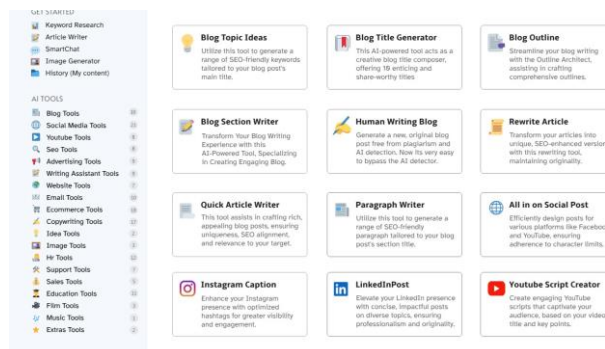 GET STARTED
Keyword Research
Article Writer
SmartChat
Image Generator
History (My content)
AI TOOLS
Blog Tools
Social Media Tools
Youtube Tools
Seo Tools
Advertising Tools
Writing Assistant Tools
Website Tools
Email Tools
Ecommerce Tools
Copywriting Tools
Idea Tools
Image Tools
Hr Tools
Support Tools
Sales Tools
Education Tools
Film Tools
Music Tools
Extras Tools
Blog Topic Ideas
Utilize this tool to generate a
range of SEO-friendly keywords
tailored to your blog post's
main title.
Blog Title Generator
This AI-powered tool acts as a
creative blog title composer,
offering 10 enticing and
share-worthy titles
Blog Outline
Streamline your blog writing
with the Outline Architect,
assisting in crafting
comprehensive outlines.
Blog Section Writer
Transform Your Blog Writing
Experience with this
AI-Powered Tool, Specializing
in Creating Engaging Blog.
Human Writing Blog
Generate a new, original blog
post free from plagiarism and
AI detection. Now its very easy
to bypass the AI detector.
Rewrite Article
Transform your articles into
unique, SEO-enhanced version
with this rewriting tool,
maintaining originality.
Quick Article Writer
This tool assists in crafting rich,
appealing blog posts, ensuring
uniqueness, SEO alignment,
and relevance to your target.
Paragraph Writer
Utilize this tool to generate a
range of SEO-friendly
paragraph tailored to your blog
post's section title.
All in on Social Post
Efficiently design posts for
various platforms like Faceboo
and YouTube, ensuring
adherence to character limits.
Instagram Caption
Enhance your Instagram
presence with optimized
hashtags for greater visibility
and engagement.
LinkedInPost
Elevate your LinkedIn presence
with concise, impactful posts
on diverse topics, ensuring
professionalism and originality.
Youtube Script Creator
Create engaging YouTube
scripts that captivate your
audience, based on your video
title and key points.